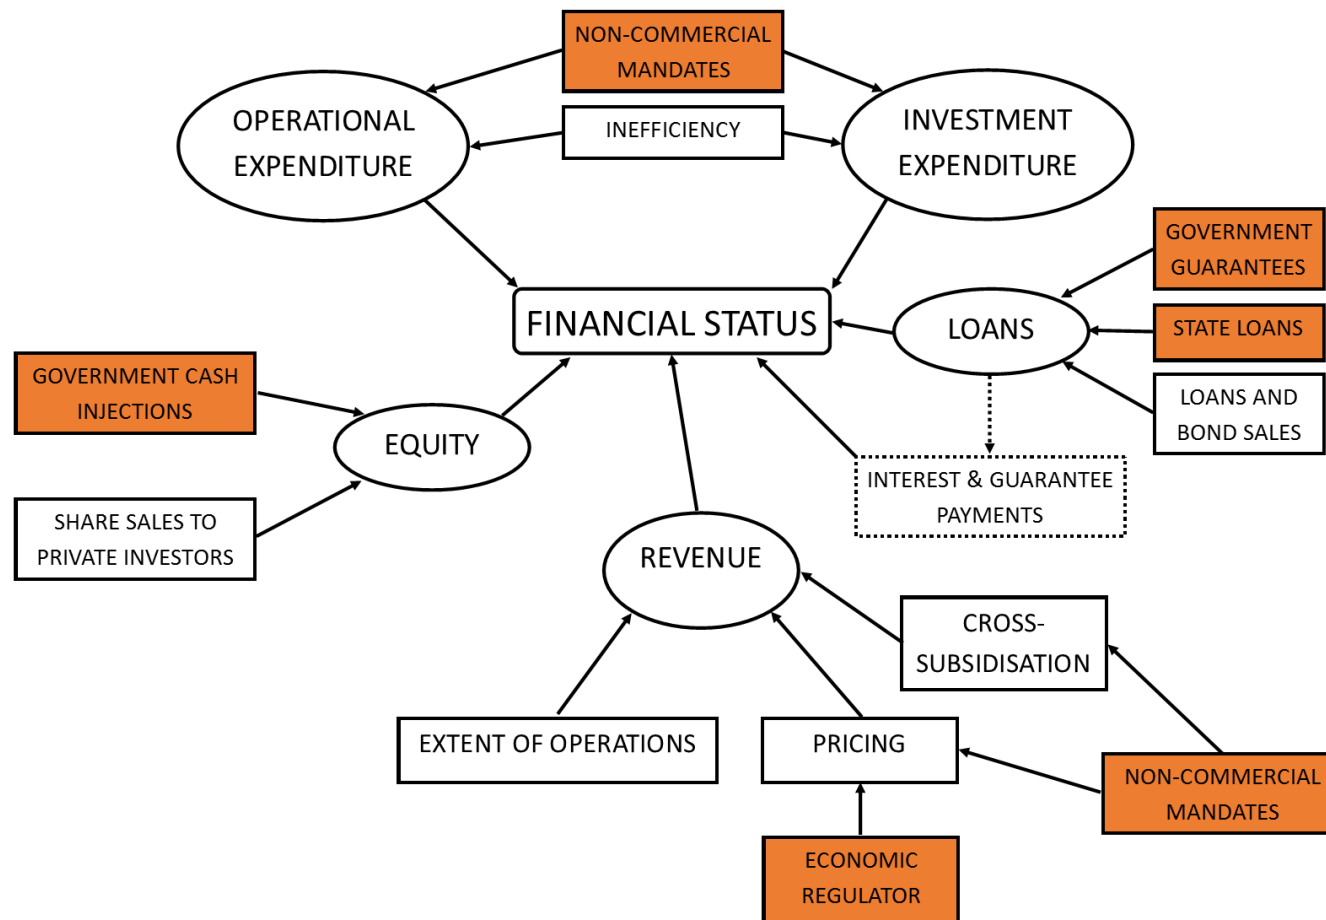 NON-COMMERCIAL
MANDATES
OPERATIONAL
EXPENDITURE
INEFFICIENCY
INVESTMENT
EXPENDITURE
GOVERNMENT
GUARANTEES
FINANCIAL STATUS
LOANS
STATE LOANS
GOVERNMENT CASH
INJECTIONS
LOANS AND
BOND SALES
EQUITY
INTEREST & GUARANTEE
PAYMENTS
SHARE SALES TO
PRIVATE INVESTORS
REVENUE
CROSS-
SUBSIDISATION
EXTENT OF OPERATIONS
PRICING
NON-COMMERCIAL
MANDATES
ECONOMIC
REGULATOR